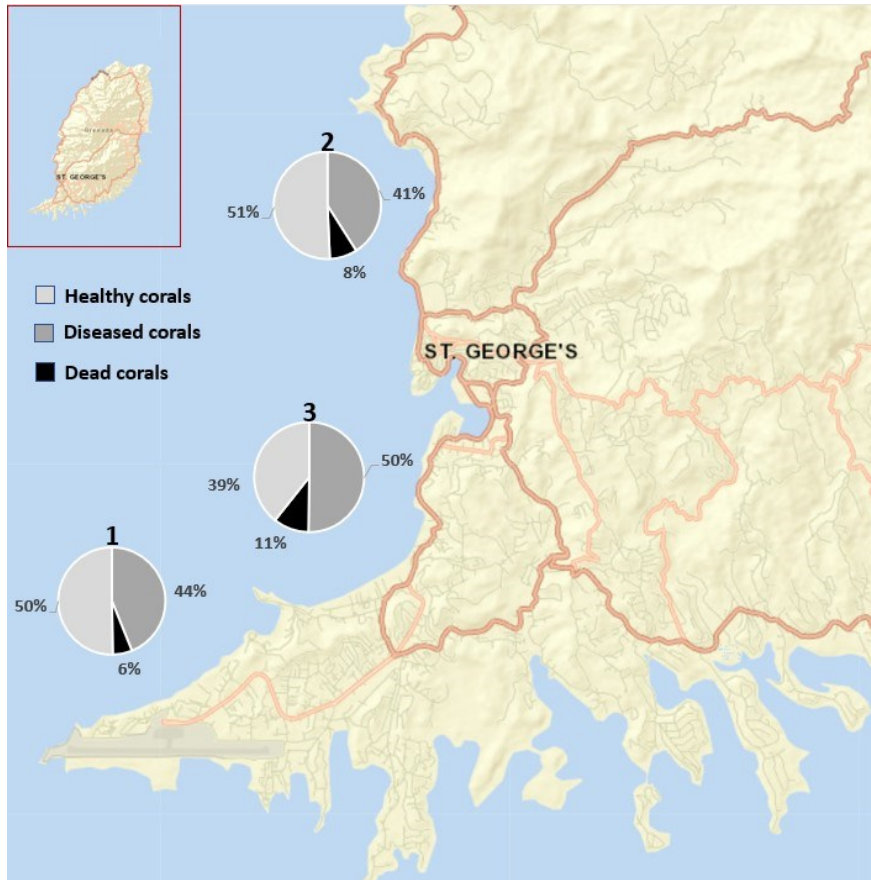 Grenada
ST. GEORGE'S
2
51%
41%
8%
Healthy corals
Diseased corals
Dead corals
ST. GEORGE'S
3
39%
50%
11%
1
50%
44%
6%